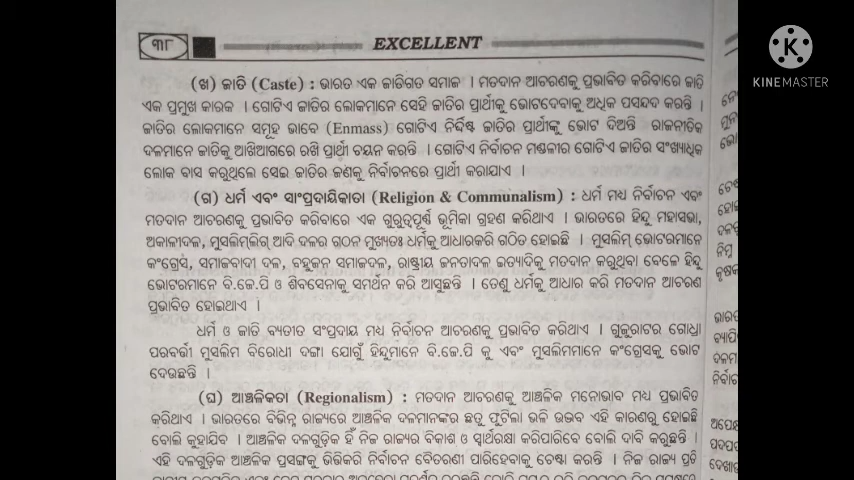 ୩୮
EXCELLENT
K
KINEMASTER
(ଖ) ଜାତି (Caste) : ଭାରତ ଏକ ଜାତିଗତ ସମାଜ । ମତଦାନ ଆଚରଣକୁ ପ୍ରଭାବିତ କରିବାରେ ଜାତି
ଏକ ପ୍ରମୁଖ କାରକ । ଗୋଟିଏ ଜାତିର ଲୋକମାନେ ସେହି ଜାତିର ପ୍ରାର୍ଥୀକୁ ଭୋଟଦେବାକୁ ଅଧିକ ପସନ୍ଦ କରନ୍ତି ।
ଜାତିର ଲୋକମାନେ ସମୂହ ଭାବେ (Enmass) ଗୋଟିଏ ନିର୍ଦ୍ଦିଷ୍ଟ ଜାତିର ପ୍ରାର୍ଥୀଙ୍କୁ ଭୋଟ ଦିଅନ୍ତି ରାଜନୀତିକ
ଦଳମାନେ ଜାତିକୁ ଆଖିଆଗରେ ରଖି ପ୍ରାର୍ଥୀ ଚୟନ କରନ୍ତି । ଗୋଟିଏ ନିର୍ବାଚନ ମଣ୍ଡଳୀର ଗୋଟିଏ ଜାତିର ସଂଖ୍ୟାଧିକ
ଲୋକ ବାସ କରୁଥିଲେ ସେଇ ଜାତିର ଜଣକୁ ନିର୍ବାଚନରେ ପ୍ରାର୍ଥୀ କରାଯାଏ ।
(ଗ) ଧର୍ମ ଏବଂ ସାଂପ୍ରଦାୟିକତା (Religion & Communalism) : ଧର୍ମ ମଧ୍ୟ ନିର୍ବାଚନ ଏବଂ
ମତଦାନ ଆଚରଣକୁ ପ୍ରଭାବିତ କରିବାରେ ଏକ ଗୁରୁତ୍ୱପୂର୍ଣ୍ଣ ଭୂମିକା ଗ୍ରହଣ କରିଥାଏ । ଭାରତରେ ହିନ୍ଦୁ ମହାସଭା,
ଅକାଳୀଦଳ, ମୁସଲିମ୍‌ଲିଗ୍ ଆଦି ଦଳର ଗଠନ ମୁଖ୍ୟତଃ ଧର୍ମକୁ ଆଧାରକରି ଗଠିତ ହୋଇଛି । ମୁସଲିମ୍ ଭୋଟରମାନେ
କଂଗ୍ରେସ୍, ସମାଜବାଦୀ ଦଳ, ବହୁଜନ ସମାଜଦଳ, ରାଷ୍ଟ୍ରୀୟ ଜନତାଦଳ ଇତ୍ୟାଦିକୁ ମତଦାନ କରୁଥିବା ବେଳେ ହିନ୍ଦୁ
ଭୋଟରମାନେ ବି.ଜେ.ପି ଓ ଶିବସେନାକୁ ସମର୍ଥନ କରି ଆସୁଛନ୍ତି । ତେଣୁ ଧର୍ମକୁ ଆଧାର କରି ମତଦାନ ଆଚରଣ
ପ୍ରଭାବିତ ହୋଇଥାଏ ।
ଧର୍ମ ଓ ଜାତି ବ୍ୟତୀତ ସଂପ୍ରଦାୟ ମଧ୍ୟ ନିର୍ବାଚନ ଆଚରଣକୁ ପ୍ରଭାବିତ କରିଥାଏ । ଗୁଜୁରାଟର ଗୋଧ୍ରା
ପରବର୍ତ୍ତୀ ମୁସଲିମ ବିରୋଧୀ ଦଙ୍ଗା ଯୋଗୁଁ ହିନ୍ଦୁମାନେ ବି.ଜେ.ପି କୁ ଏବଂ ମୁସଲିମମାନେ କଂଗ୍ରେସକୁ ଭୋଟ
ଦେଉଛନ୍ତି ।
(ଘ) ଆଞ୍ଚଳିକତା (Regionalism) : ମତଦାନ ଆଚରଣକୁ ଆଞ୍ଚଳିକ ମନୋଭାବ ମଧ୍ୟ ପ୍ରଭାବିତ
କରିଥାଏ । ଭାରତରେ ବିଭିନ୍ନ ରାଜ୍ୟରେ ଆଞ୍ଚଳିକ ଦଳମାନଙ୍କର ଛତୁ ଫୁଟିଲା ଭଳି ଉଦ୍ଭବ ଏହି କାରଣରୁ ହୋଇଛି
ବୋଲି କୁହାଯିବ । ଆଞ୍ଚଳିକ ଦଳଗୁଡ଼ିକ ହିଁ ନିଜ ରାଜ୍ୟର ବିକାଶ ଓ ସ୍ୱାର୍ଥରକ୍ଷା କରିପାରିବେ ବୋଲି ଦାବି କରୁଛନ୍ତି ।
ଏହି ଦଳଗୁଡ଼ିକ ଆଞ୍ଚଳିକ ପ୍ରସଙ୍ଗକୁ ଭିତ୍ତିକରି ନିର୍ବାଚନ ବୈତରଣୀ ପାରିହେବାକୁ ଚେଷ୍ଟା କରନ୍ତି । ନିଜ ରାଜ୍ୟ ପ୍ରତି